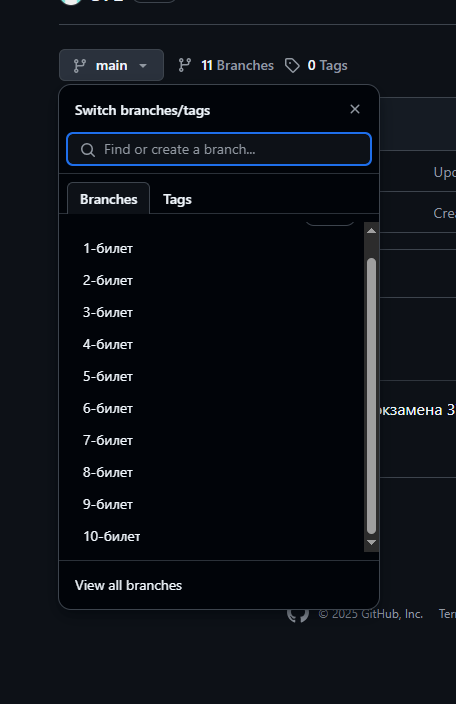 main
11 Branches
0 Tags
Switch branches/tags
Find or create a branch...
Branches
Tags
1-билет
2-билет
3-билет
4-билет
5-билет
6-билет
7-билет
8-билет
9-билет
10-билет
View all branches
Upd
Crea
кзамена 3
© 2025 GitHub, Inc.
Ter